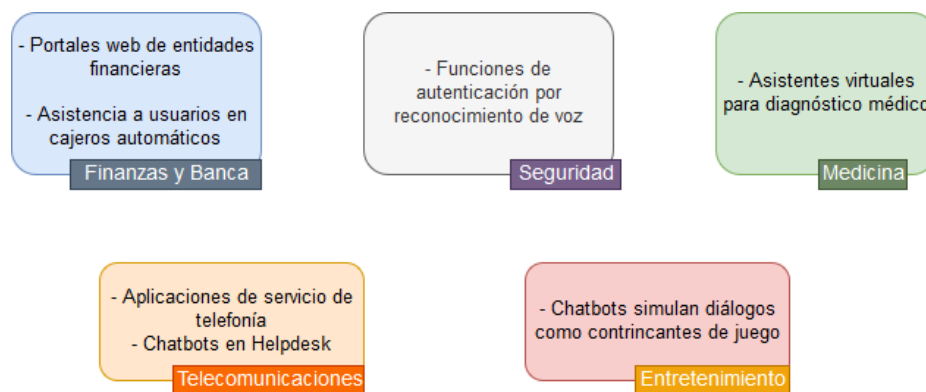 - Portales web de entidades
financieras
- Asistencia a usuarios en
cajeros automáticos
Finanzas y Banca
- Funciones de
autenticación por
reconocimiento de voz
Seguridad
- Asistentes virtuales
para diagnóstico médico
Medicina
- Aplicaciones de servicio de
telefonía
- Chatbots en Helpdesk
Telecomunicaciones
- Chatbots simulan diálogos
como contrincantes de juego
Entretenimiento